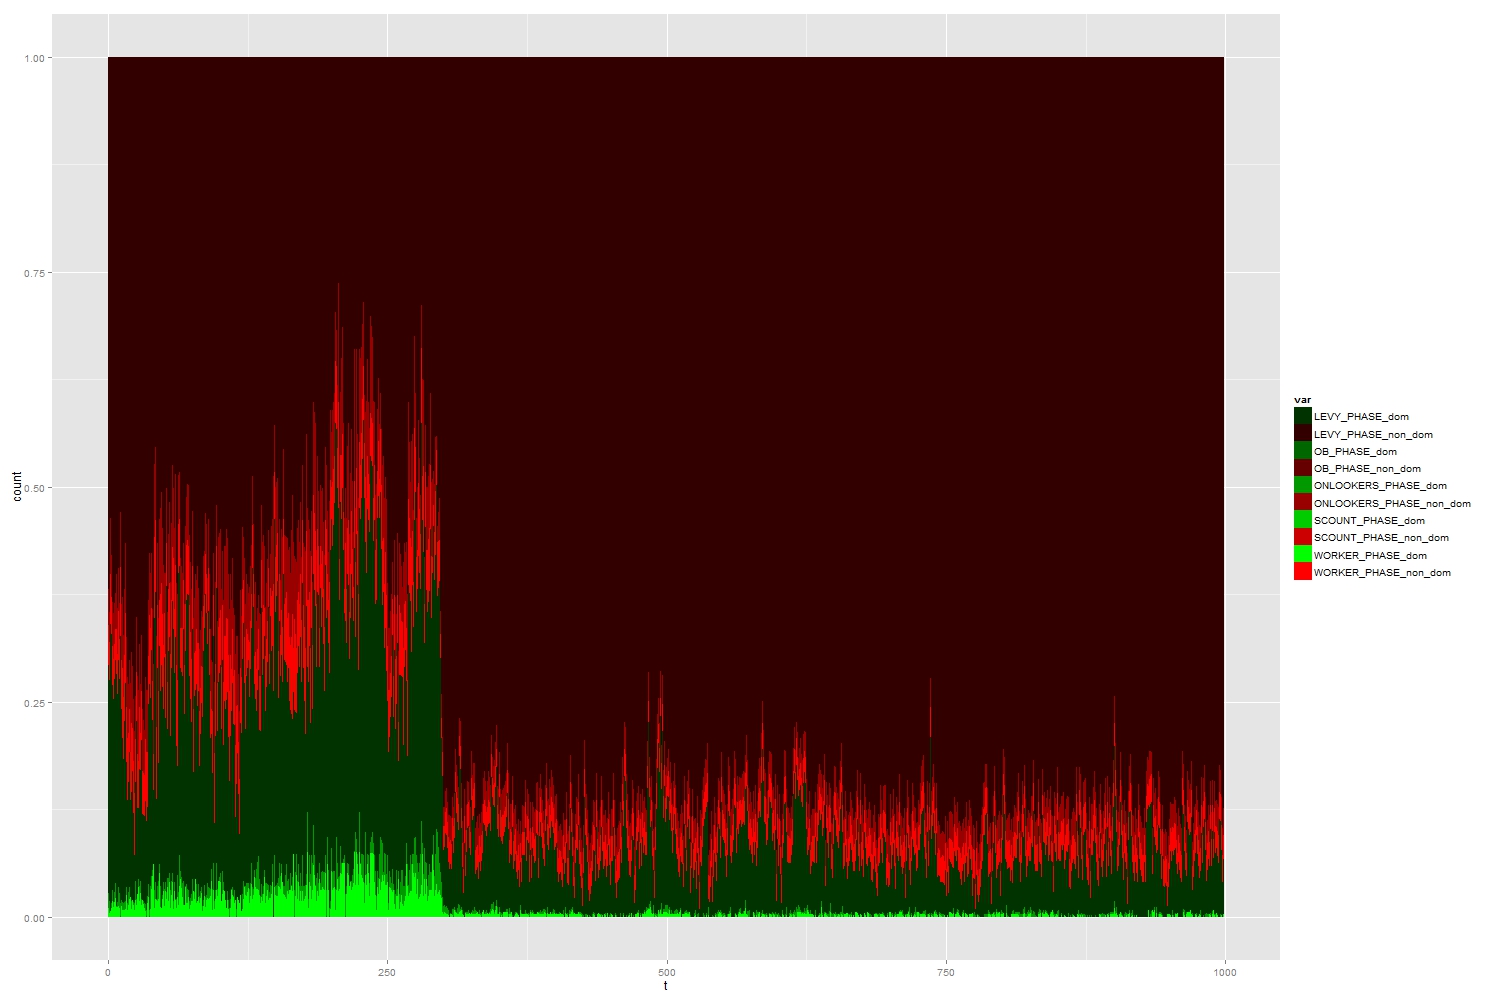 1.00
0.75
0.50
0.25
0.00
count
0
250
500
750
1000
t
var
LEVY_PHASE_dom
LEVY_PHASE_non_dom
OB_PHASE_dom
OB_PHASE_non_dom
ONLOOKERS_PHASE_dom
ONLOOKERS_PHASE_non_dom
SCOUNT_PHASE_dom
SCOUNT_PHASE_non_dom
WORKER_PHASE_dom
WORKER_PHASE_non_dom